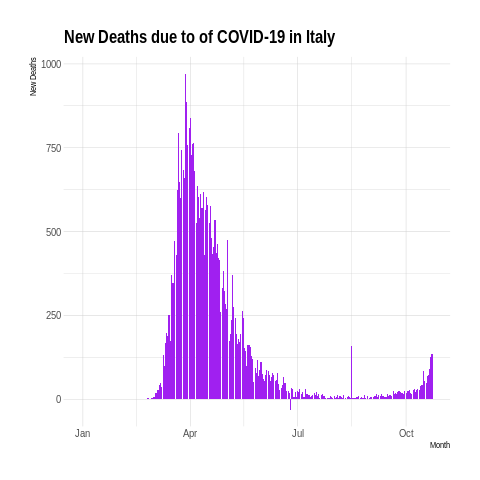 New Deaths due to of COVID-19 in Italy
New Deaths
1000
750
500
250
0
Jan Apr Jul Oct
Month